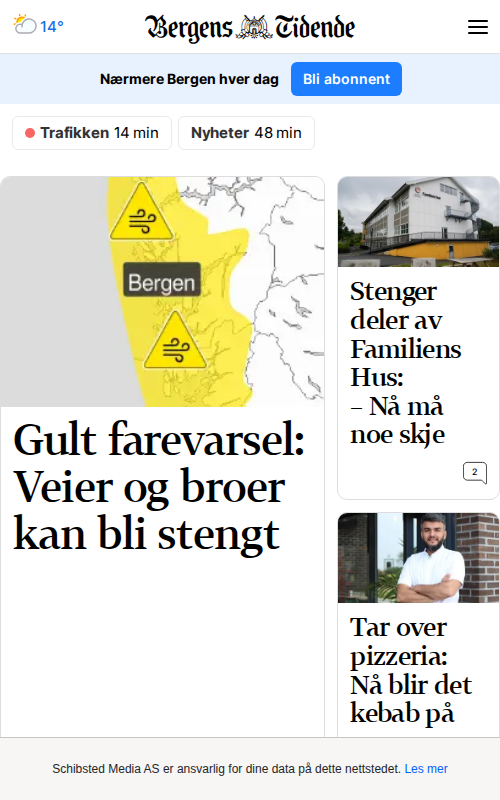 14°
Bergens Tidende
Nærmere Bergen hver dag
Bli abonnent
Trafikken 14 min
Nyheter 48 min
Bergen
Gult farevarsel:
Veier og broer
kan bli stengt
Stenger
deler av
Familiens
Hus:
– Nå må
noe skje
2
Tar over
pizzeria:
Nå blir det
kebab på
Schibsted Media AS er ansvarlig for dine data på dette nettstedet. Les mer